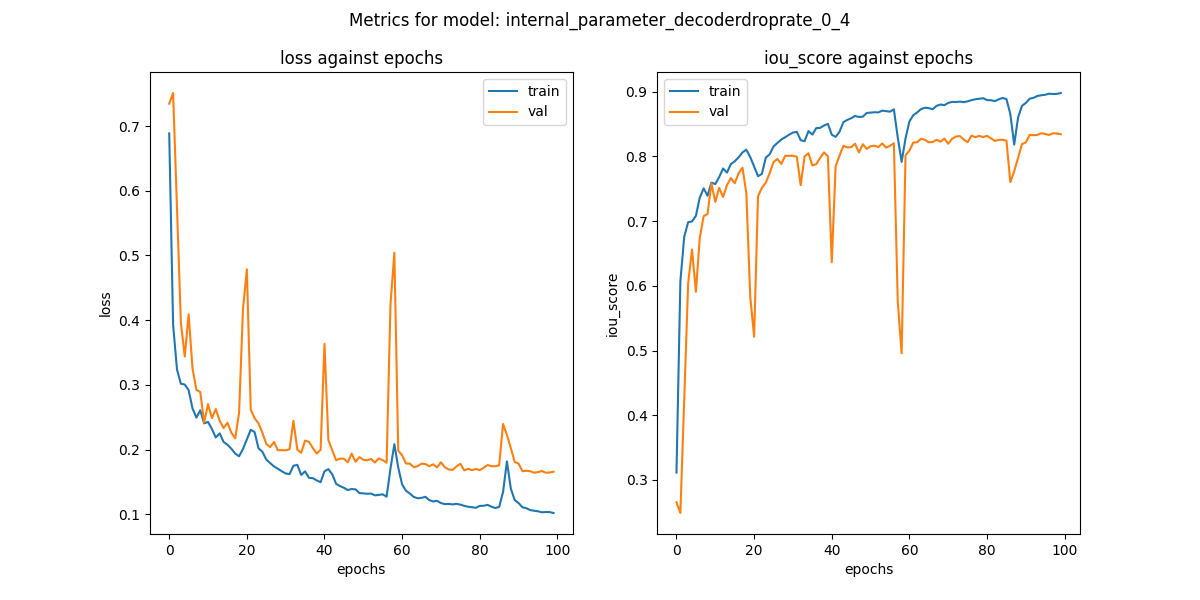 Metrics for model: internal_parameter_decoderdroprate_0_4
loss against epochs
train
val
0.7
0.6
0.5
0.4
0.3
0.2
0.1
loss
0
20
40
60
80
100
epochs
iou_score against epochs
train
val
0.9
0.8
0.7
0.6
0.5
0.4
0.3
iou_score
0
20
40
60
80
100
epochs